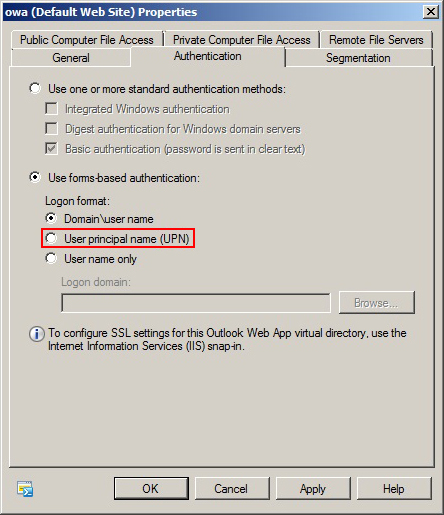 owa (Default Web Site) Properties
Public Computer File Access Private Computer File Access Remote File Servers
General Authentication Segmentation
Use one or more standard authentication methods:
Integrated Windows authentication
Digest authentication for Windows domain servers
Basic authentication (password is sent in clear text)
Use forms-based authentication:
Logon format:
Domain\user name
User principal name (UPN)
User name only
Logon domain:
Browse...
To configure SSL settings for this Outlook Web App virtual directory, use the
Internet Information Services (IIS) snap-in.
OK Cancel Apply Help